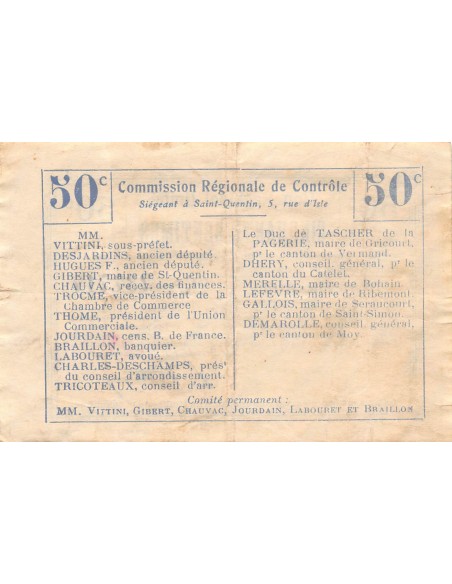 50c Commission Régionale de Contrôle 50c
Siégeant à Saint-Quentin, 5, rue d'Isle
MM.
VITTINI, sous-préfet.
DESJARDINS, ancien député.
HUGUES F., ancien député.
GIBERT, maire de St-Quentin.
CHAUVAC, recev. des finances.
TROCMÉ, vice-président de la
Chambre de Commerce
THOME, président de l'Union
Commerciale.
JOURDAIN, cens. B. de France.
BRAILLON, banquier.
LABOURET, avoué.
CHARLES-DESCHAMPS, prést
du conseil d'arrondissement.
TRICOTEAUX, conseil d'arr.
Le Duc de TASCHER de la
PAGERIE, maire de Gricourt,
pr le canton de Vermand.
DHÉRY, conseil. général, pr le
canton du Catelet.
MERELLE, maire de Bohain.
LEFÈVRE, maire de Ribemont.
GALLOIS, maire de Seraucourt,
pr le canton de Saint-Simon.
DEMAROLLE, conseil. général,
pr le canton de Moy.
Comité permanent :
MM. VITTINI, GIBERT, CHAUVAC, JOURDAIN, LABOURET ET BRAILLON